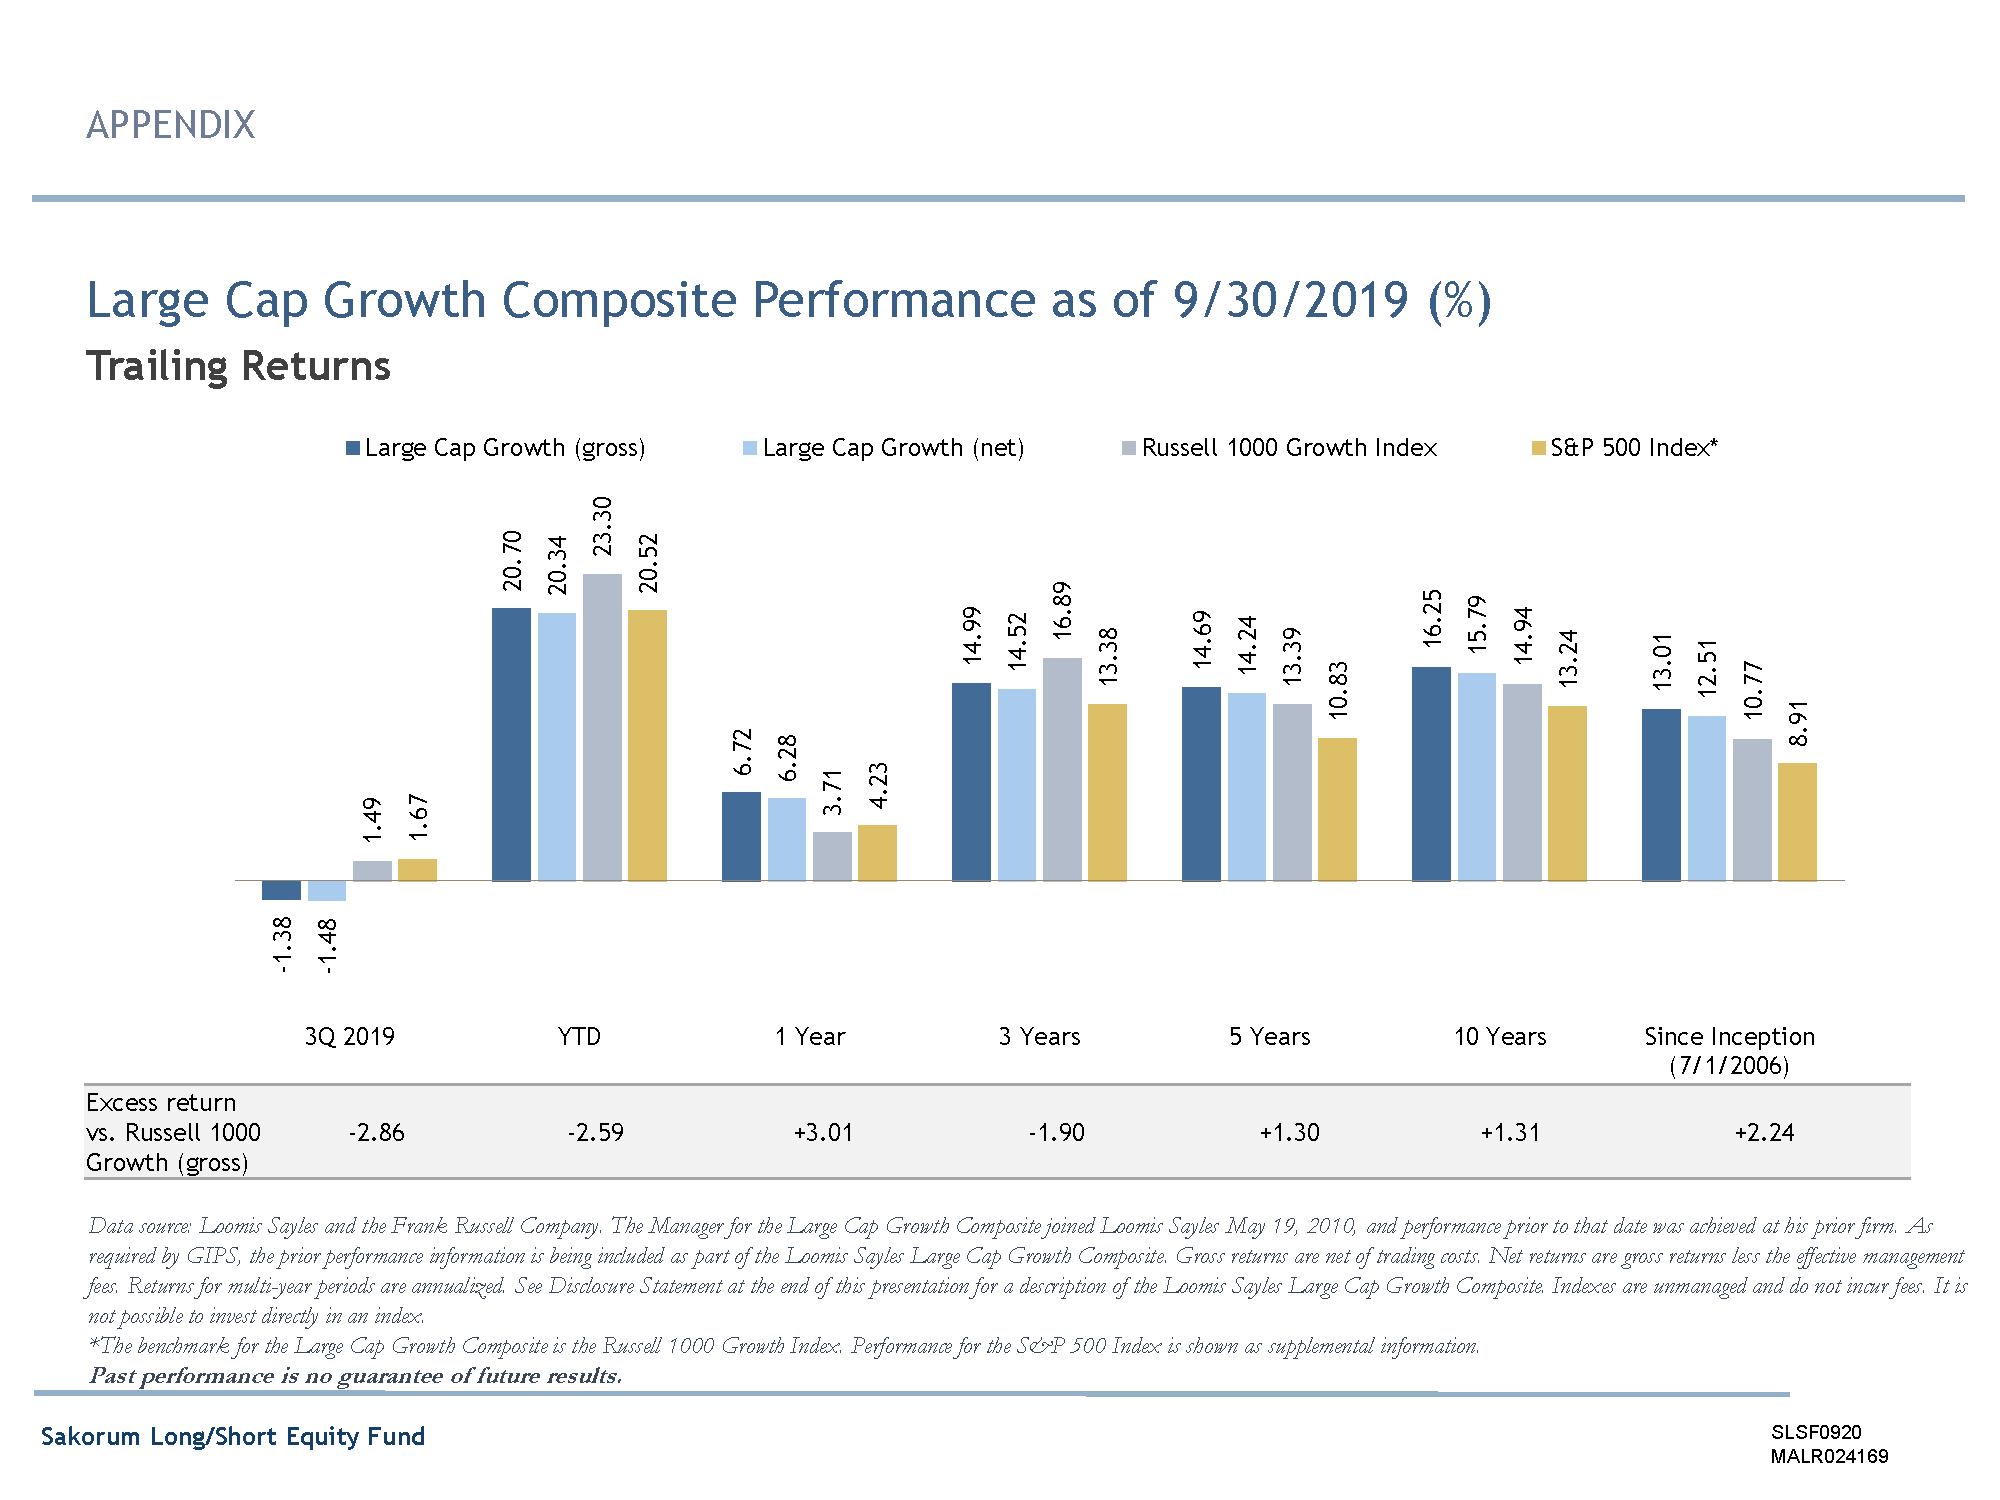 APPENDIX
Large Cap Growth Composite Performance as of 9/30/2019 (%)
Trailing Returns
Large Cap Growth (gross) Large Cap Growth (net) Russell 1000 Growth Index S&P 500 Index*
-1.38 -1.48 1.49 1.67
20.70 20.34 23.30 20.52
6.72 6.28 3.71 4.23
14.99 14.52 16.89 13.38
14.69 14.24 13.39 10.83
16.25 15.79 14.94 13.24
13.01 12.51 10.77 8.91
3Q 2019 YTD 1 Year 3 Years 5 Years 10 Years Since Inception
(7/1/2006)
Excess return
vs. Russell 1000 -2.86 -2.59 +3.01 -1.90 +1.30 +1.31 +2.24
Growth (gross)
Data source: Loomis Sayles and the Frank Russell Company. The Manager for the Large Cap Growth Composite joined Loomis Sayles May 19, 2010, and performance prior to that date was achieved at his prior firm. As
required by GIPS, the prior performance information is being included as part of the Loomis Sayles Large Cap Growth Composite. Gross returns are net of trading costs. Net returns are gross returns less the effective management
fees. Returns for multi-year periods are annualized. See Disclosure Statement at the end of this presentation for a description of the Loomis Sayles Large Cap Growth Composite. Indexes are unmanaged and do not incur fees. It is
not possible to invest directly in an index.
*The benchmark for the Large Cap Growth Composite is the Russell 1000 Growth Index. Performance for the S&P 500 Index is shown as supplemental information.
Past performance is no guarantee of future results.
Sakorum Long/Short Equity Fund
SLSF0920
MALR024169